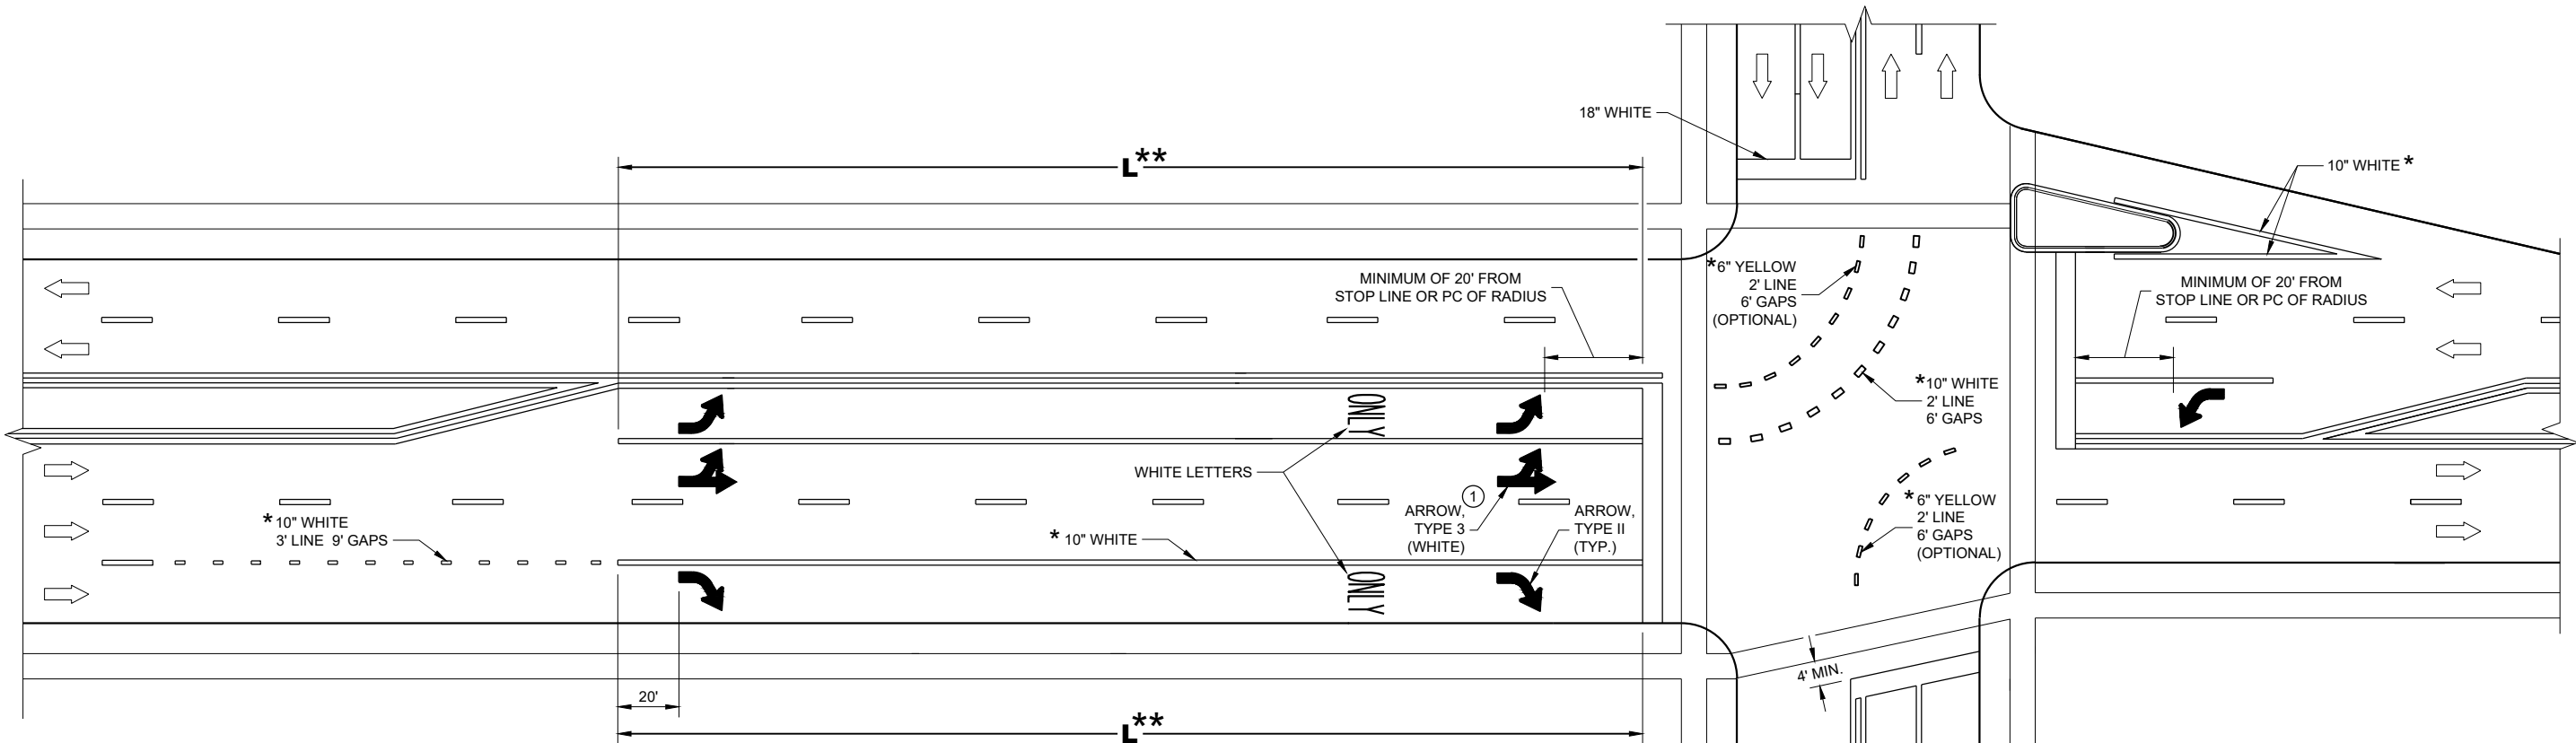 18" WHITE
L**
10" WHITE *
MINIMUM OF 20' FROM
STOP LINE OR PC OF RADIUS
*6" YELLOW
2' LINE
6' GAPS
(OPTIONAL)
MINIMUM OF 20' FROM
STOP LINE OR PC OF RADIUS
*10" WHITE
2' LINE
6' GAPS
ONLY
WHITE LETTERS
1
ARROW,
TYPE 3
(WHITE)
ARROW,
TYPE II
(TYP.)
*6" YELLOW
2' LINE
6' GAPS
(OPTIONAL)
*10" WHITE
3' LINE 9' GAPS
* 10" WHITE
ONLY
4' MIN.
20'
L**